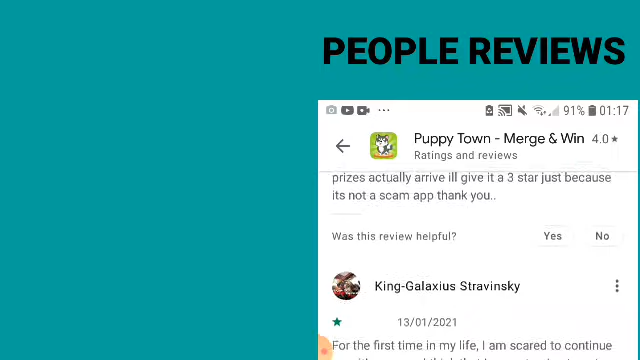 PEOPLE REVIEWS
91% 01:17
Puppy Town - Merge & Win 4.0★
Ratings and reviews
prizes actually arrive ill give it a 3 star just because
its not a scam app thank you..
Was this review helpful? Yes No
King-Galaxius Stravinsky
13/01/2021
For the first time in my life, I am scared to continue